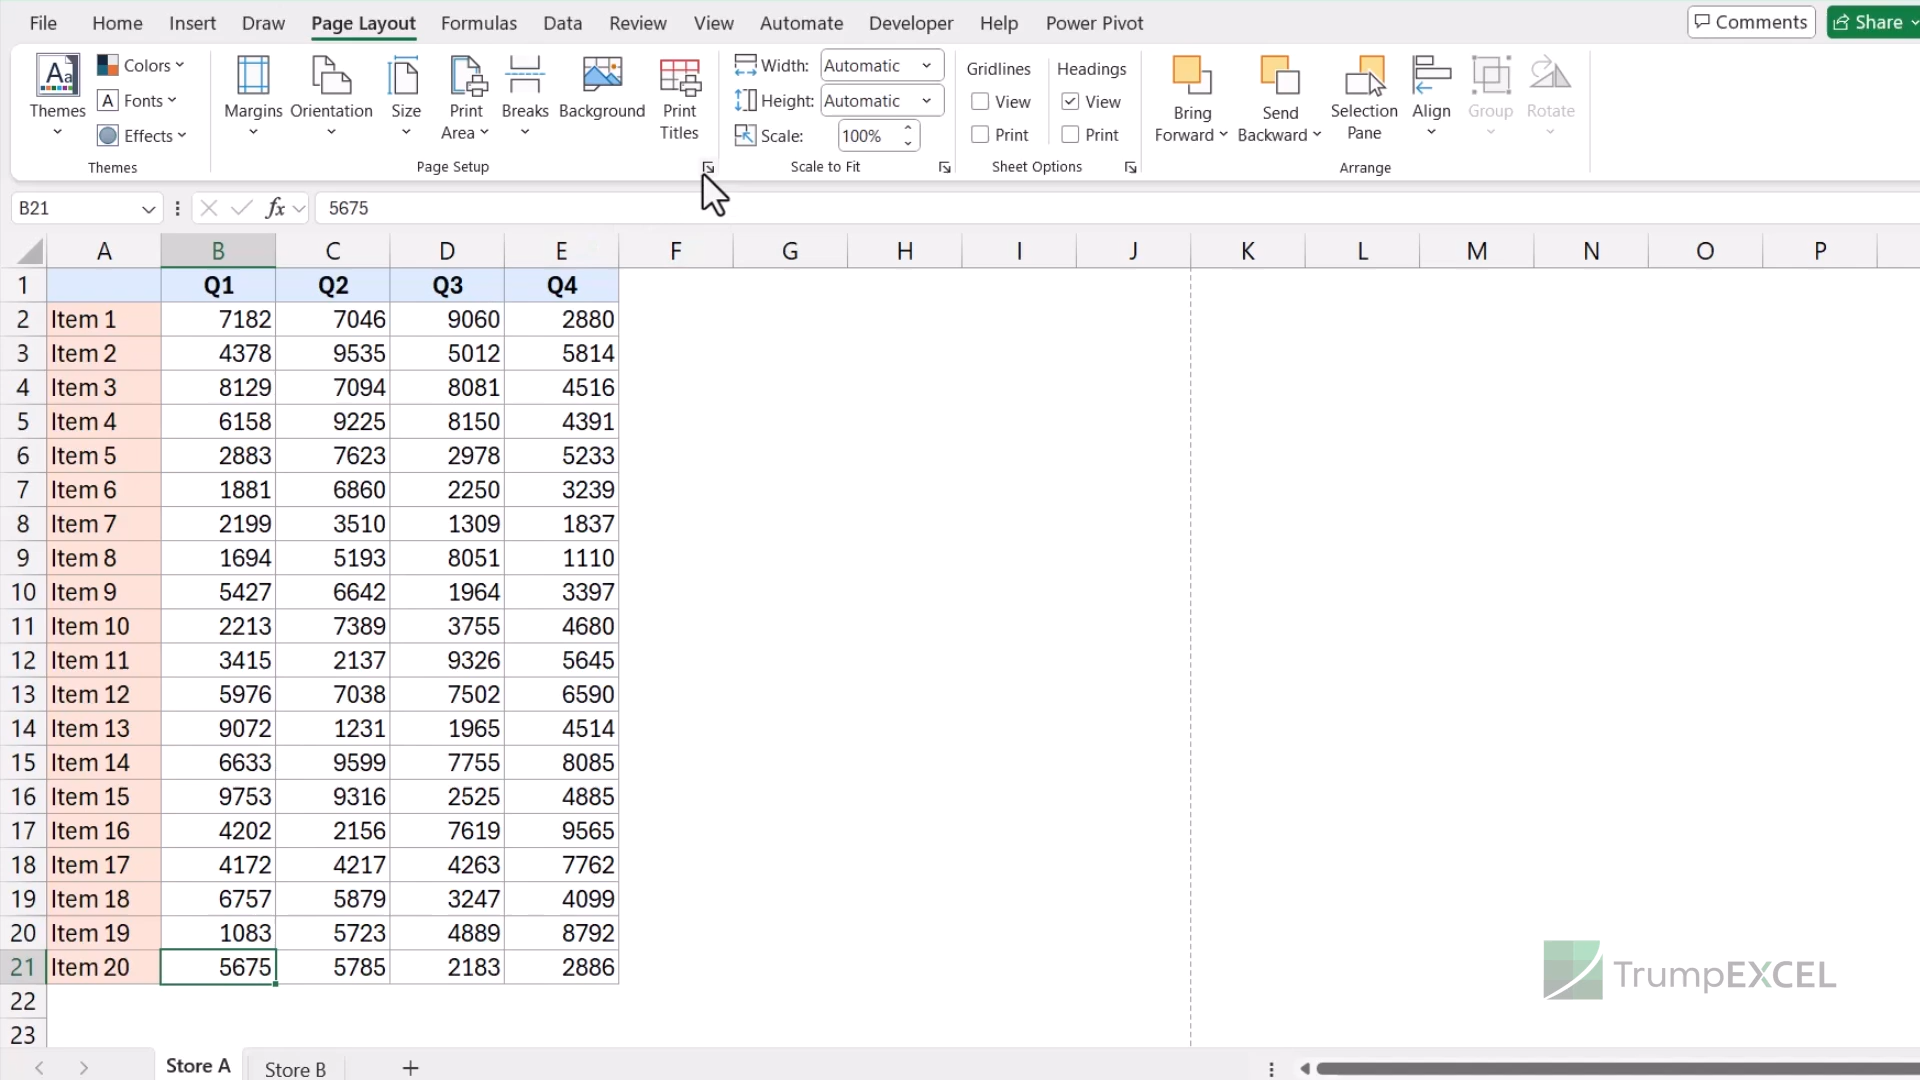 File Home Insert Draw Page Layout Formulas Data Review View Automate Developer Help Power Pivot Comments Share
Themes Colors Fonts Effects
Themes
Margins Orientation Size Print Area Breaks Background Print Titles
Page Setup
Width: Automatic
Height: Automatic
Scale: 100%
Scale to Fit
Gridlines Headings
View View
Print Print
Sheet Options
Bring Forward Send Backward Selection Pane Align Group Rotate
Arrange
B21 fx 5675
A B C D E F G H I J K L M N O P
1 Q1 Q2 Q3 Q4
2 Item 1 7182 7046 9060 2880
3 Item 2 4378 9535 5012 5814
4 Item 3 8129 7094 8081 4516
5 Item 4 6158 9225 8150 4391
6 Item 5 2883 7623 2978 5233
7 Item 6 1881 6860 2250 3239
8 Item 7 2199 3510 1309 1837
9 Item 8 1694 5193 8051 1110
10 Item 9 5427 6642 1964 3397
11 Item 10 2213 7389 3755 4680
12 Item 11 3415 2137 9326 5645
13 Item 12 5976 7038 7502 6590
14 Item 13 9072 1231 1965 4514
15 Item 14 6633 9599 7755 8085
16 Item 15 9753 9316 2525 4885
17 Item 16 4202 2156 7619 9565
18 Item 17 4172 4217 4263 7762
19 Item 18 6757 5879 3247 4099
20 Item 19 1083 5723 4889 8792
21 Item 20 5675 5785 2183 2886
22
23
TrumpEXCEL
Store A Store B +